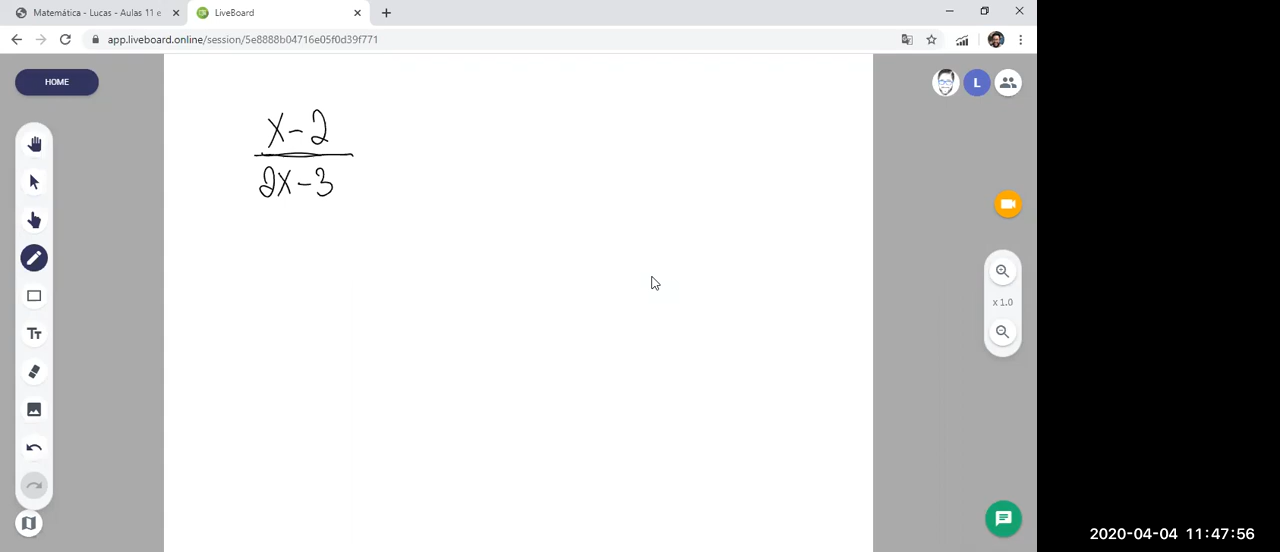 Matemática - Lucas - Aulas 11 e
LiveBoard
app.liveboard.online/session/5e8888b04716e05f0d39f771
HOME
L
x-2
2x-3
Tт
x 1.0
2020-04-04 11:47:56